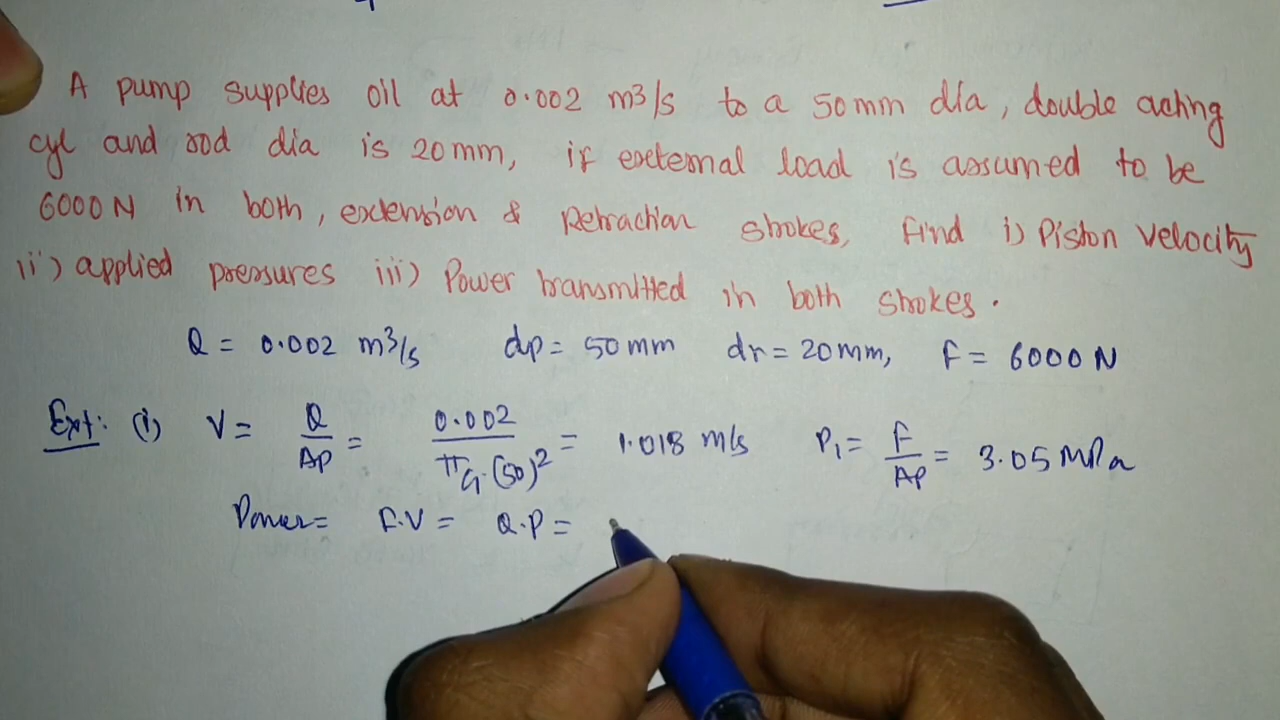 A pump supplies oil at 0.002 m3/s to a 50mm dia, double acting
cyl and rod dia is 20mm, if external load is assumed to be
6000N in both, extension & Retraction strokes, find i) Piston Velocity
ii) applied pressures iii) Power transmitted in both strokes.
Q = 0.002 m3/s dp = 50mm dr = 20mm, F = 6000 N
Ext: (i) V = Q/AP = 0.002/π/4.(50)² = 1.018 m/s P1 = F/AP = 3.05 MPa
Power = F.V = Q.P =